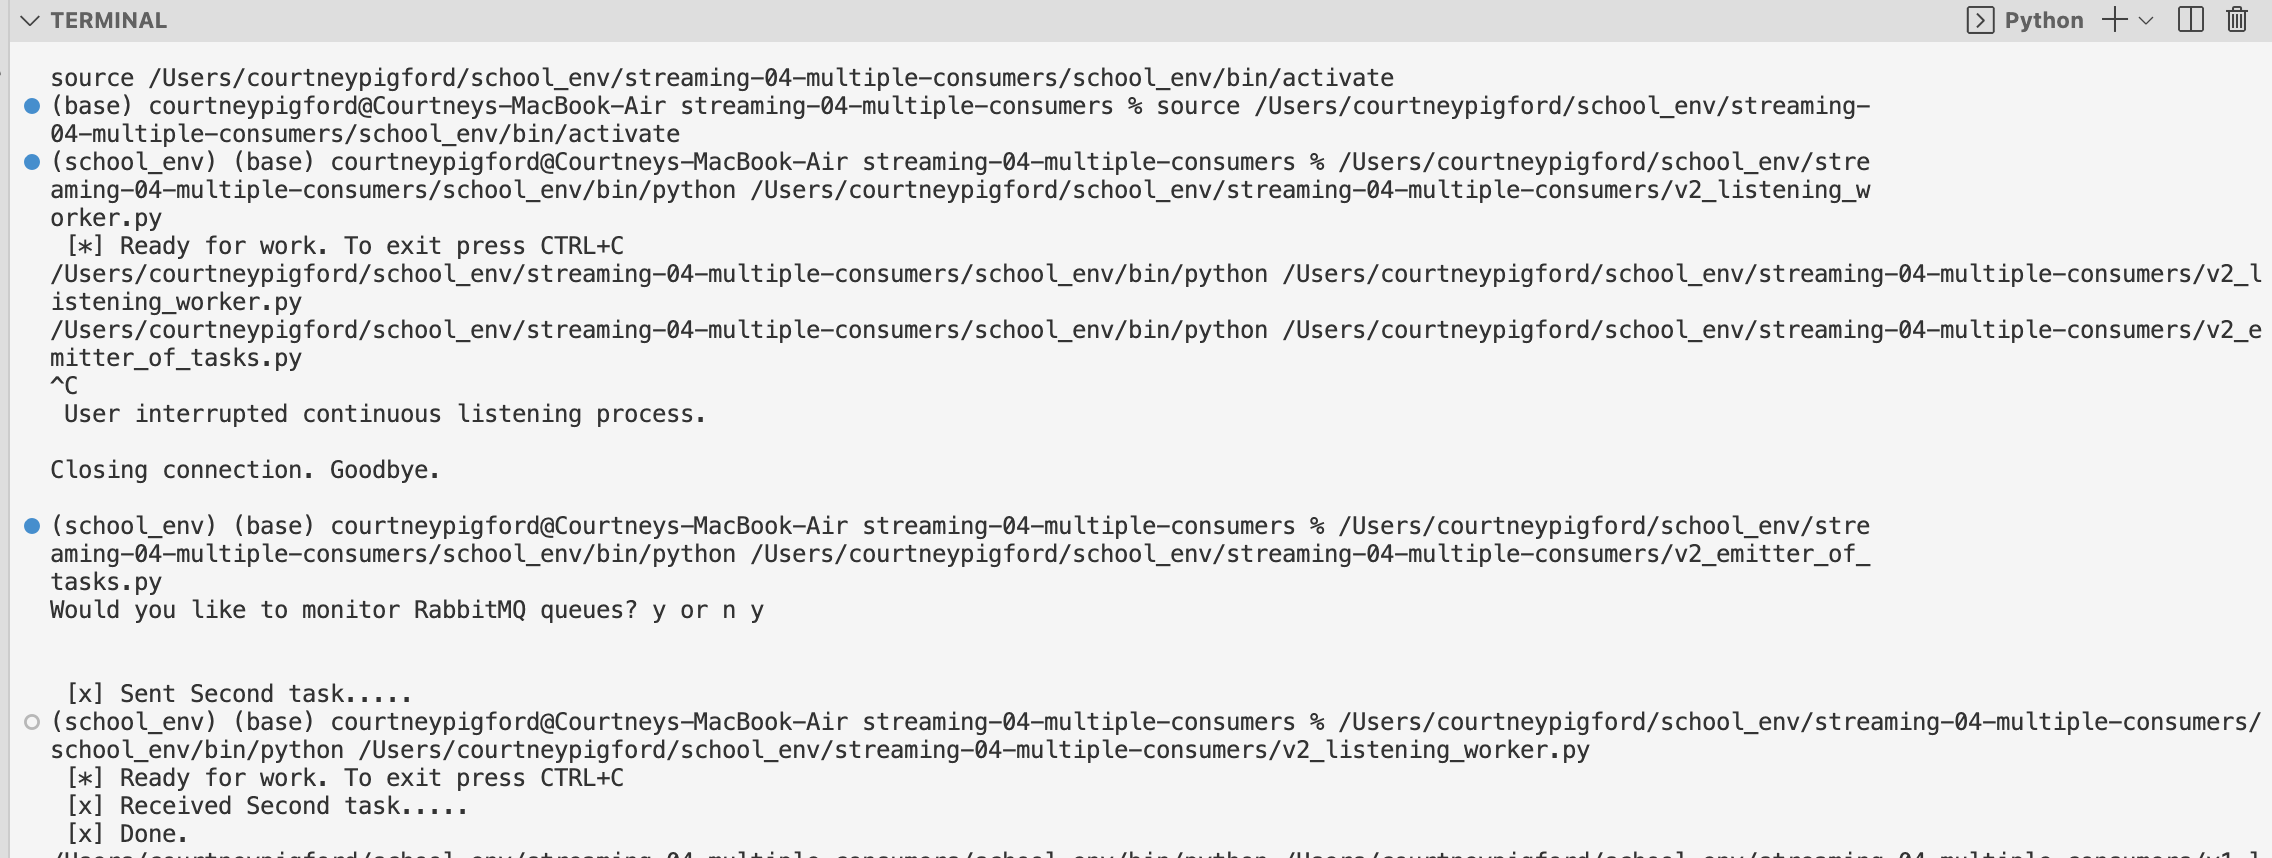 TERMINAL
Python
source /Users/courtneypigford/school_env/streaming-04-multiple-consumers/school_env/bin/activate
(base) courtneypigford@Courtneys-MacBook-Air streaming-04-multiple-consumers % source /Users/courtneypigford/school_env/streaming-
04-multiple-consumers/school_env/bin/activate
(school_env) (base) courtneypigford@Courtneys-MacBook-Air streaming-04-multiple-consumers % /Users/courtneypigford/school_env/stre
aming-04-multiple-consumers/school_env/bin/python /Users/courtneypigford/school_env/streaming-04-multiple-consumers/v2_listening_w
orker.py
[*] Ready for work. To exit press CTRL+C
/Users/courtneypigford/school_env/streaming-04-multiple-consumers/school_env/bin/python /Users/courtneypigford/school_env/streaming-04-multiple-consumers/v2_l
istening_worker.py
/Users/courtneypigford/school_env/streaming-04-multiple-consumers/school_env/bin/python /Users/courtneypigford/school_env/streaming-04-multiple-consumers/v2_e
mitter_of_tasks.py
^C
User interrupted continuous listening process.
Closing connection. Goodbye.
(school_env) (base) courtneypigford@Courtneys-MacBook-Air streaming-04-multiple-consumers % /Users/courtneypigford/school_env/stre
aming-04-multiple-consumers/school_env/bin/python /Users/courtneypigford/school_env/streaming-04-multiple-consumers/v2_emitter_of_
tasks.py
Would you like to monitor RabbitMQ queues? y or n y
[x] Sent Second task.....
(school_env) (base) courtneypigford@Courtneys-MacBook-Air streaming-04-multiple-consumers % /Users/courtneypigford/school_env/streaming-04-multiple-consumers/
school_env/bin/python /Users/courtneypigford/school_env/streaming-04-multiple-consumers/v2_listening_worker.py
[*] Ready for work. To exit press CTRL+C
[x] Received Second task.....
[x] Done.